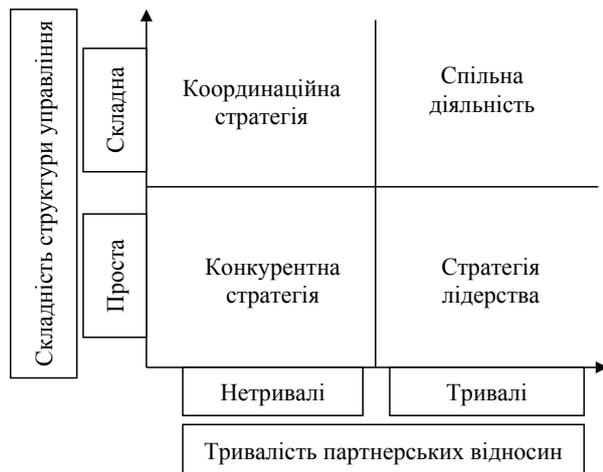 Складність структури управління
Складна
Координаційна
стратегія
Спільна
діяльність
Проста
Конкурентна
стратегія
Стратегія
лідерства
Нетривалі
Тривалі
Тривалість партнерських відносин